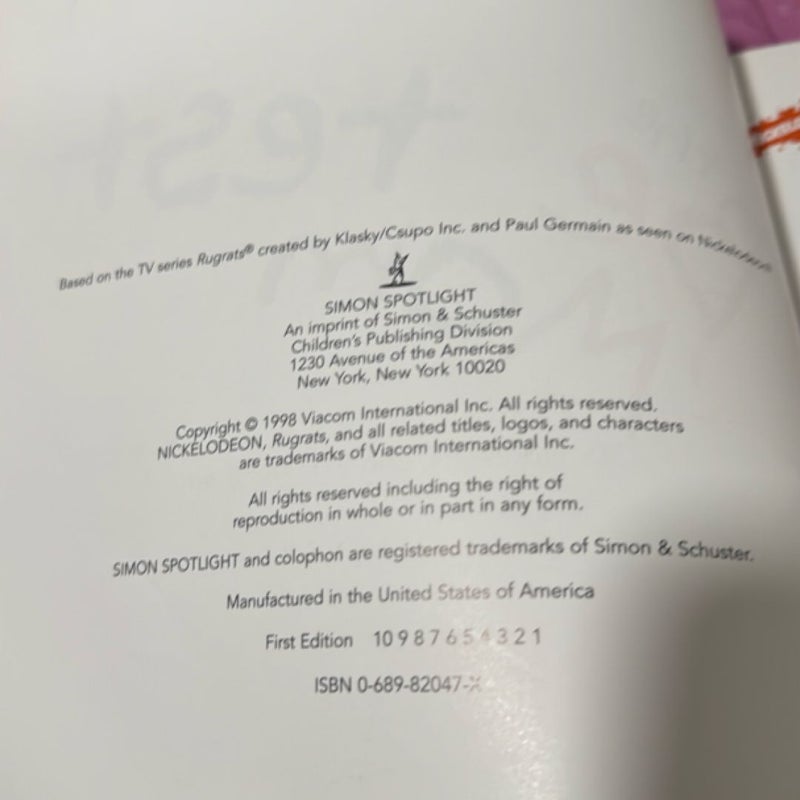 Based on the TV series Rugrats® created by Klasky/Csupo Inc. and Paul Germain as seen on Nickelodeon
SIMON SPOTLIGHT
An imprint of Simon & Schuster
Children's Publishing Division
1230 Avenue of the Americas
New York, New York 10020
Copyright © 1998 Viacom International Inc. All rights reserved.
NICKELODEON, Rugrats, and all related titles, logos, and characters
are trademarks of Viacom International Inc.
All rights reserved including the right of
reproduction in whole or in part in any form.
SIMON SPOTLIGHT and colophon are registered trademarks of Simon & Schuster.
Manufactured in the United States of America
First Edition 10 9 8 7 6 5 4 3 2 1
ISBN 0-689-82047-X